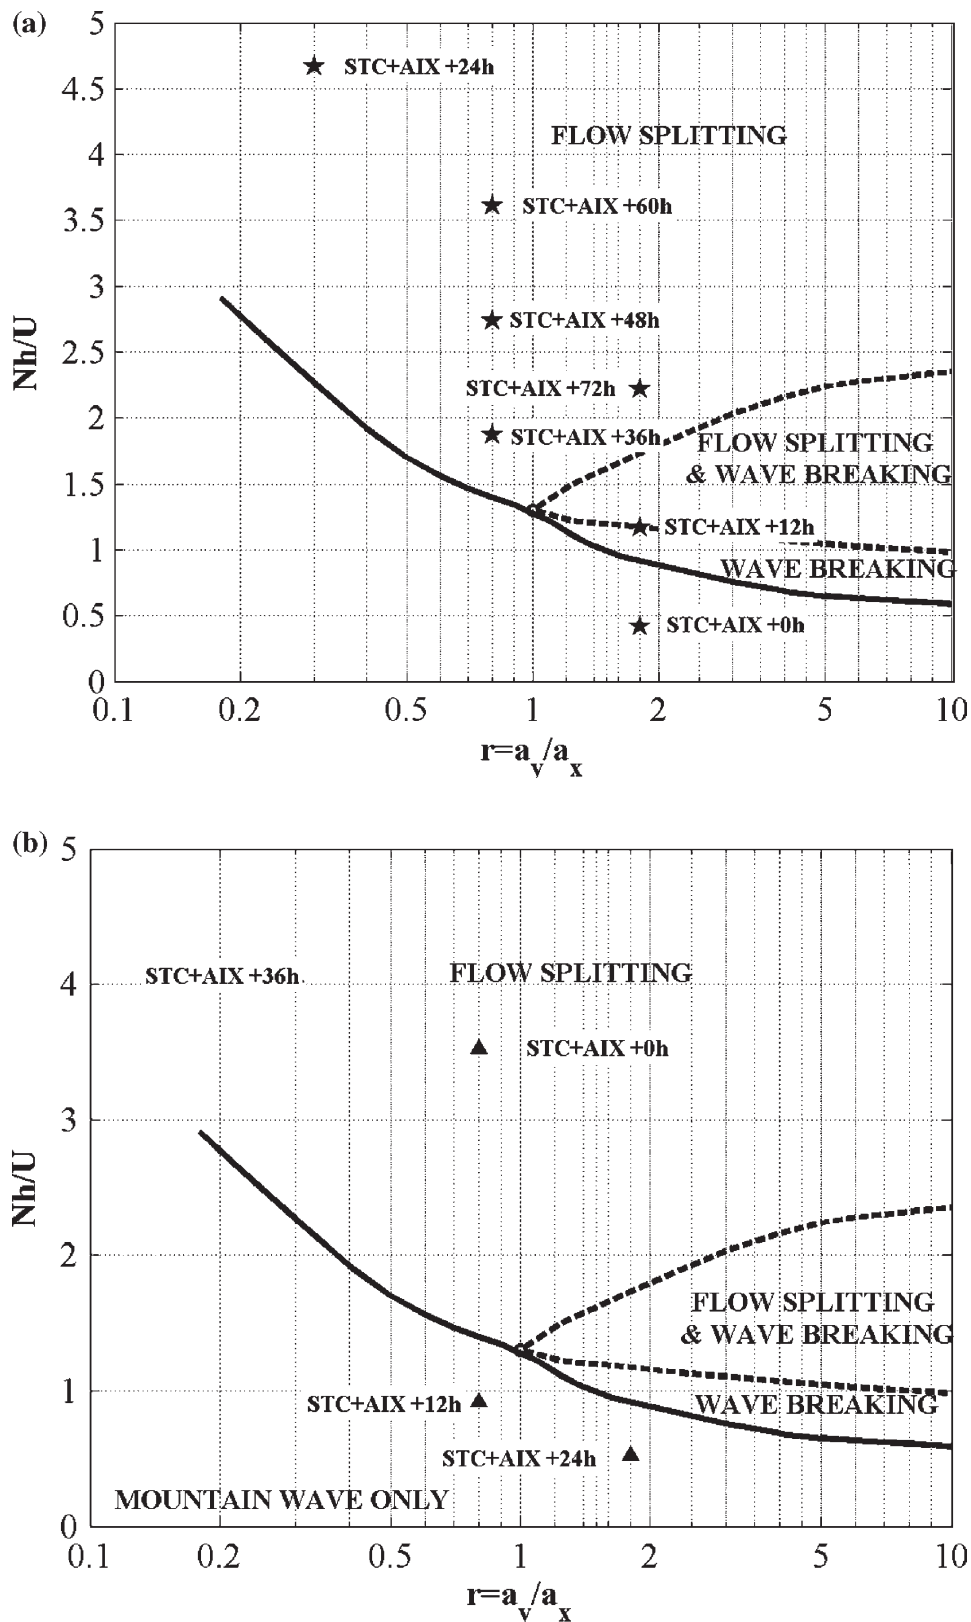 (a)
5
4.5
4
3.5
3
2.5
2
1.5
1
0.5
0
Nh/U
STC+AIX +24h
FLOW SPLITTING
STC+AIX +60h
STC+AIX +48h
STC+AIX +72h
STC+AIX +36h
FLOW SPLITTING
& WAVE BREAKING
STC+AIX +12h
WAVE BREAKING
STC+AIX +0h
0.1 0.2 0.5 1 2 5 10
r=a_v/a_x
(b)
5
4
3
2
1
0
Nh/U
STC+AIX +36h
FLOW SPLITTING
STC+AIX +0h
FLOW SPLITTING
& WAVE BREAKING
WAVE BREAKING
STC+AIX +12h
STC+AIX +24h
MOUNTAIN WAVE ONLY
0.1 0.2 0.5 1 2 5 10
r=a_v/a_x